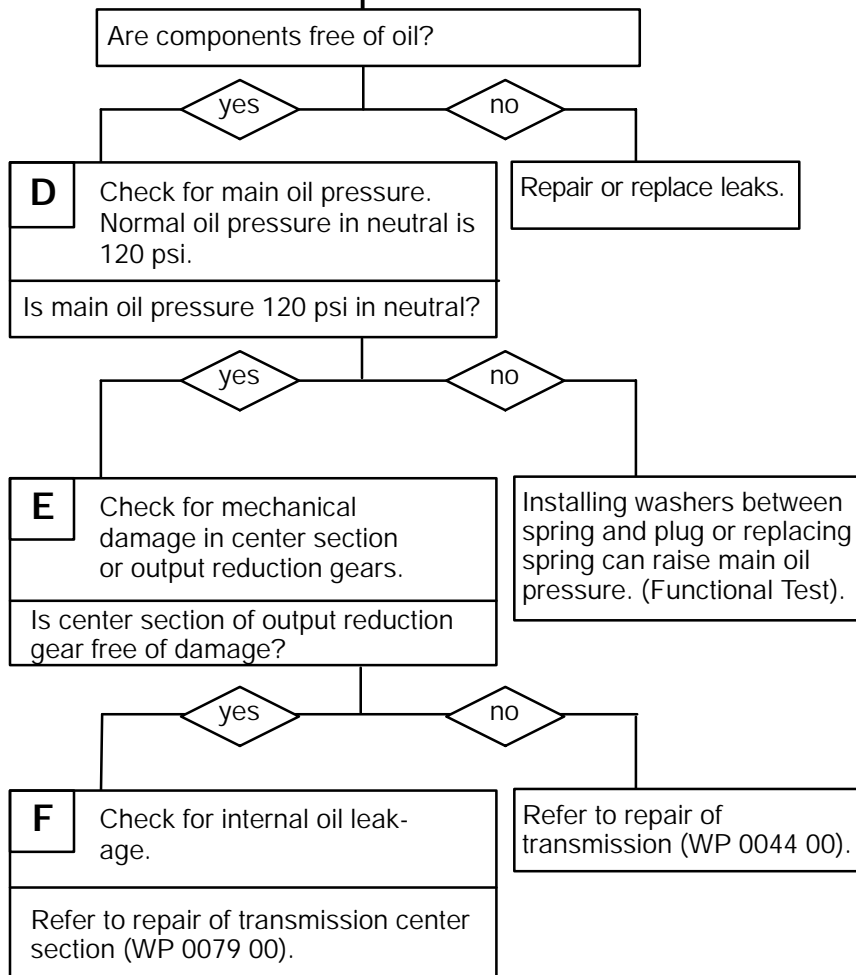 Are components free of oil?
yes
no
D
Check for main oil pressure.
Normal oil pressure in neutral is
120 psi.
Is main oil pressure 120 psi in neutral?
Repair or replace leaks.
yes
no
E
Check for mechanical
damage in center section
or output reduction gears.
Is center section of output reduction
gear free of damage?
Installing washers between
spring and plug or replacing
spring can raise main oil
pressure. (Functional Test).
yes
no
F
Check for internal oil leak-
age.
Refer to repair of transmission center
section (WP 0079 00).
Refer to repair of
transmission (WP 0044 00).